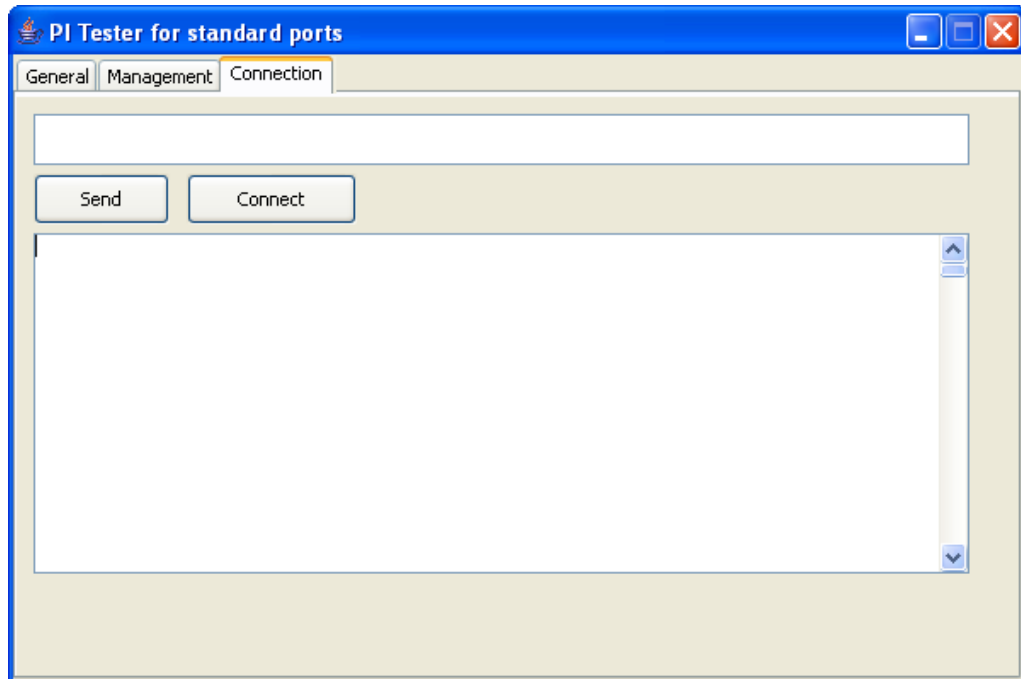 PI Tester for standard ports
General Management Connection
Send Connect